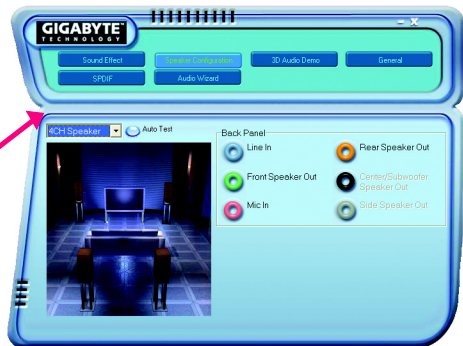 GIGABYTE™
TECHNOLOGY
– X
Sound Effect
Speaker Configuration
3D Audio Demo
General
SPDIF
Audio Wizard
4CH Speaker
Auto Test
Back Panel
Line In
Rear Speaker Out
Front Speaker Out
Center/Subwoofer
Speaker Out
Mic In
Side Speaker Out